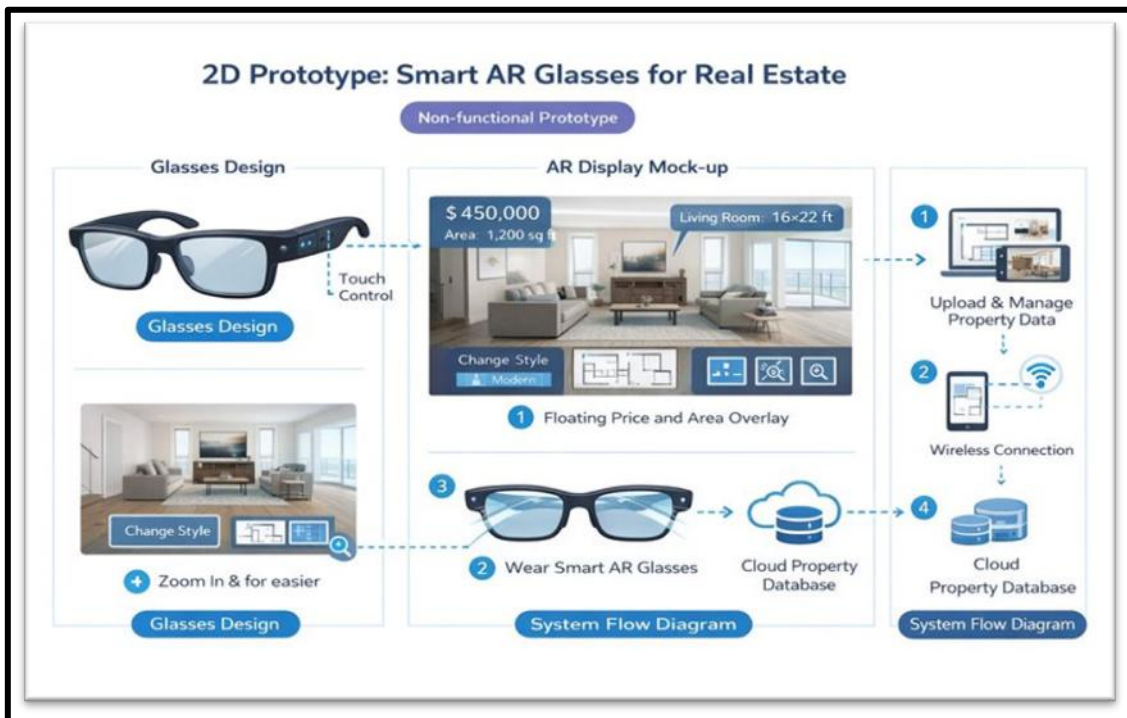 2D Prototype: Smart AR Glasses for Real Estate
Non-functional Prototype
Glasses Design
Touch
Control
Glasses Design
Change Style
Zoom In & for easier
Glasses Design
AR Display Mock-up
$450,000
Area: 1,200 sq ft
Living Room: 16×22 ft
Change Style
Modern
1 Floating Price and Area Overlay
3
2 Wear Smart AR Glasses
Cloud Property
Database
System Flow Diagram
1
Upload & Manage
Property Data
2
Wireless Connection
4
Cloud
Property Database
System Flow Diagram